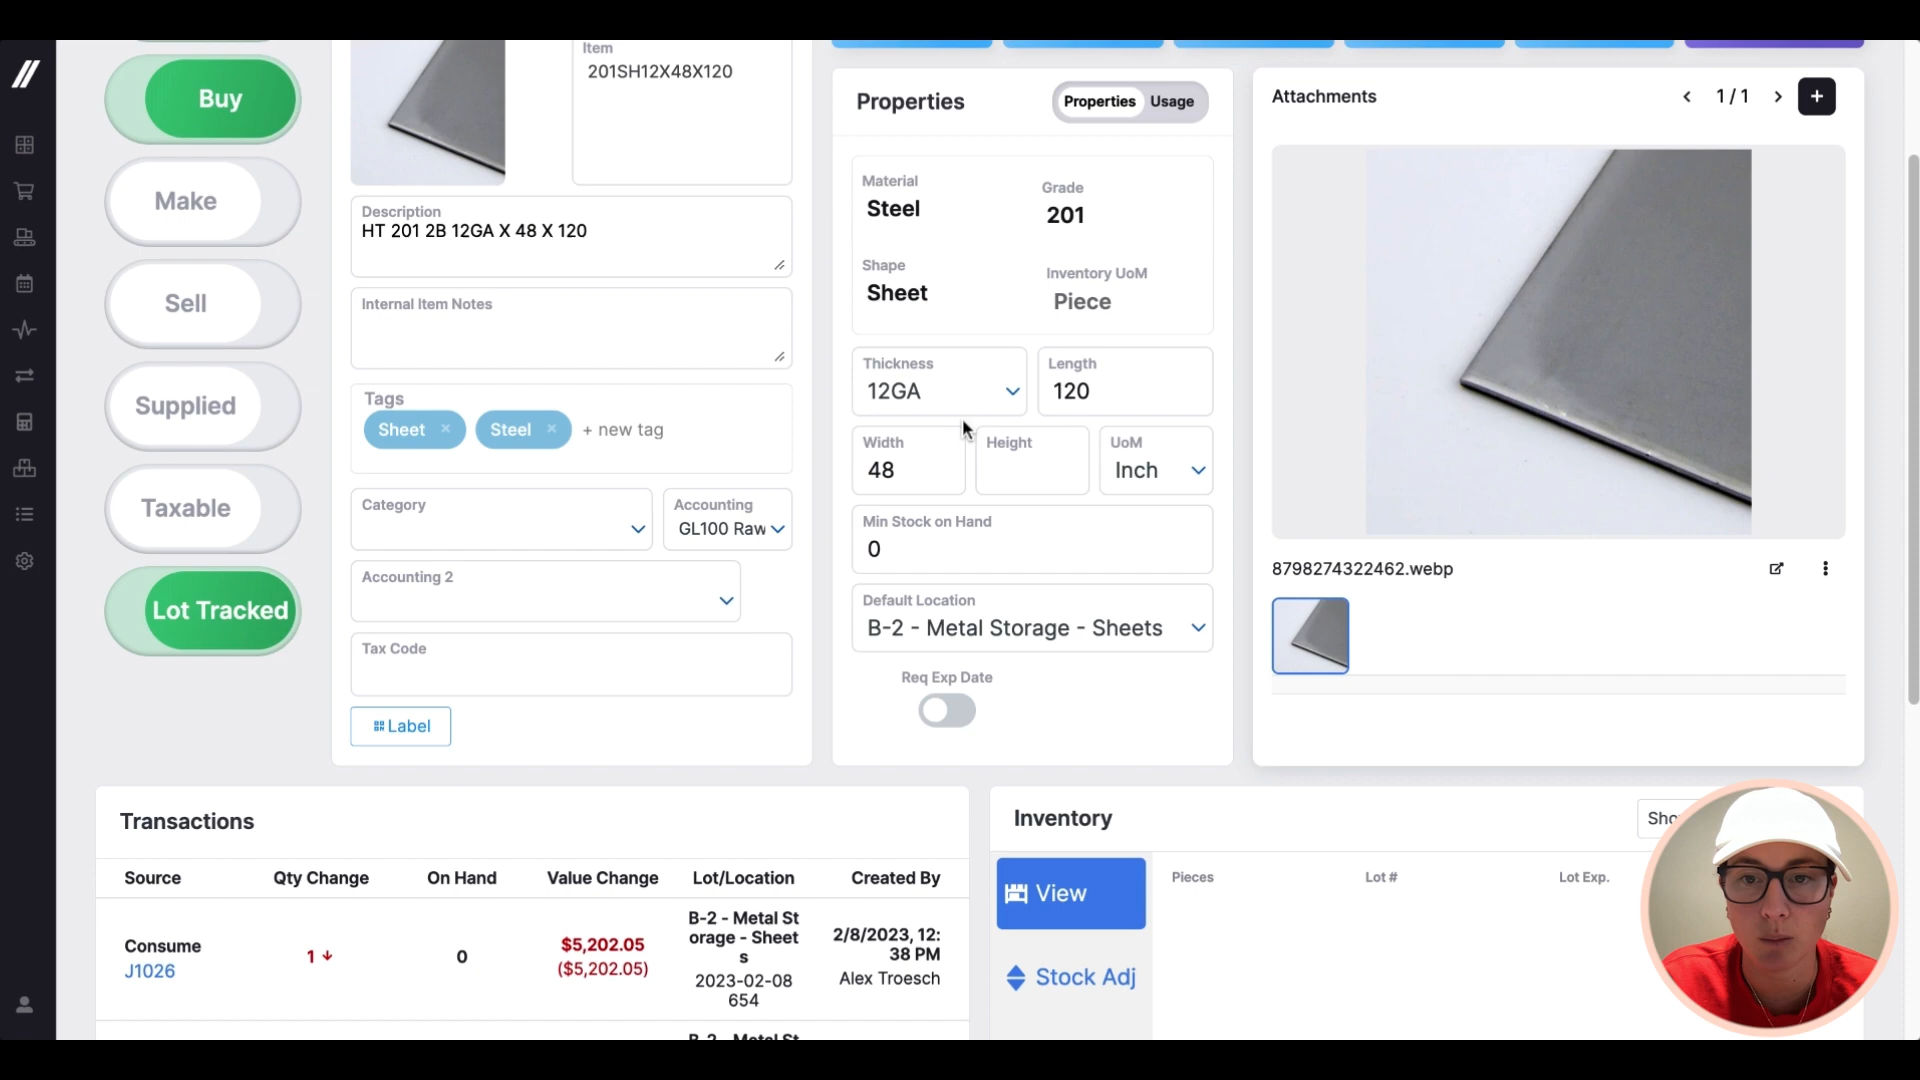 Buy
Make
Sell
Supplied
Taxable
Lot Tracked
Item
201SH12X48X120
Description
HT 201 2B 12GA X 48 X 120
Internal Item Notes
Tags
Sheet ×
Steel ×
+ new tag
Category
Accounting
GL100 Raw
Accounting 2
Tax Code
Label
Properties
Properties
Usage
Material
Steel
Grade
201
Shape
Sheet
Inventory UoM
Piece
Thickness
12GA
Length
120
Width
48
Height
UoM
Inch
Min Stock on Hand
0
Default Location
B-2 - Metal Storage - Sheets
Req Exp Date
Attachments
1 / 1
+
8798274322462.webp
Transactions
Source
Qty Change
On Hand
Value Change
Lot/Location
Created By
Consume
J1026
1
0
$5,202.05
($5,202.05)
B-2 - Metal St
orage - Sheet
s
2023-02-08
654
2/8/2023, 12:
38 PM
Alex Troesch
Inventory
View
Stock Adj
Pieces
Lot #
Lot Exp.